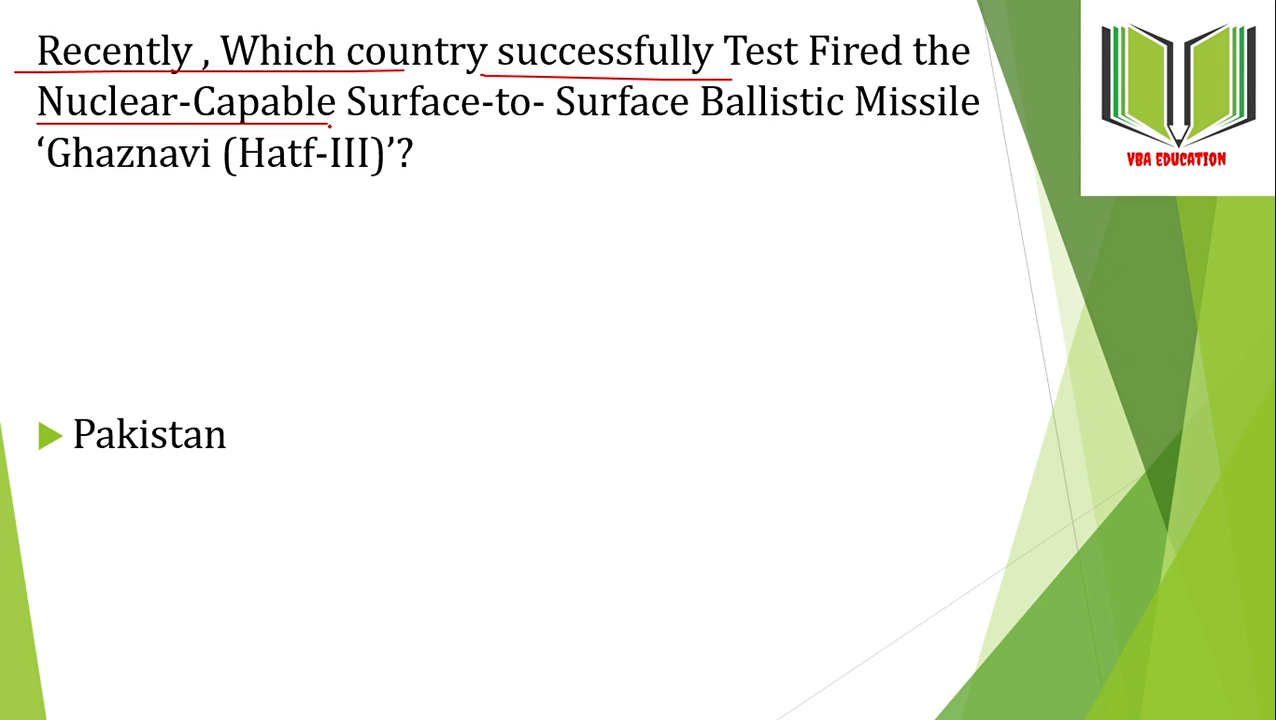 Recently , Which country successfully Test Fired the
Nuclear-Capable Surface-to- Surface Ballistic Missile
‘Ghaznavi (Hatf-III)’?
VBA EDUCATION
Pakistan